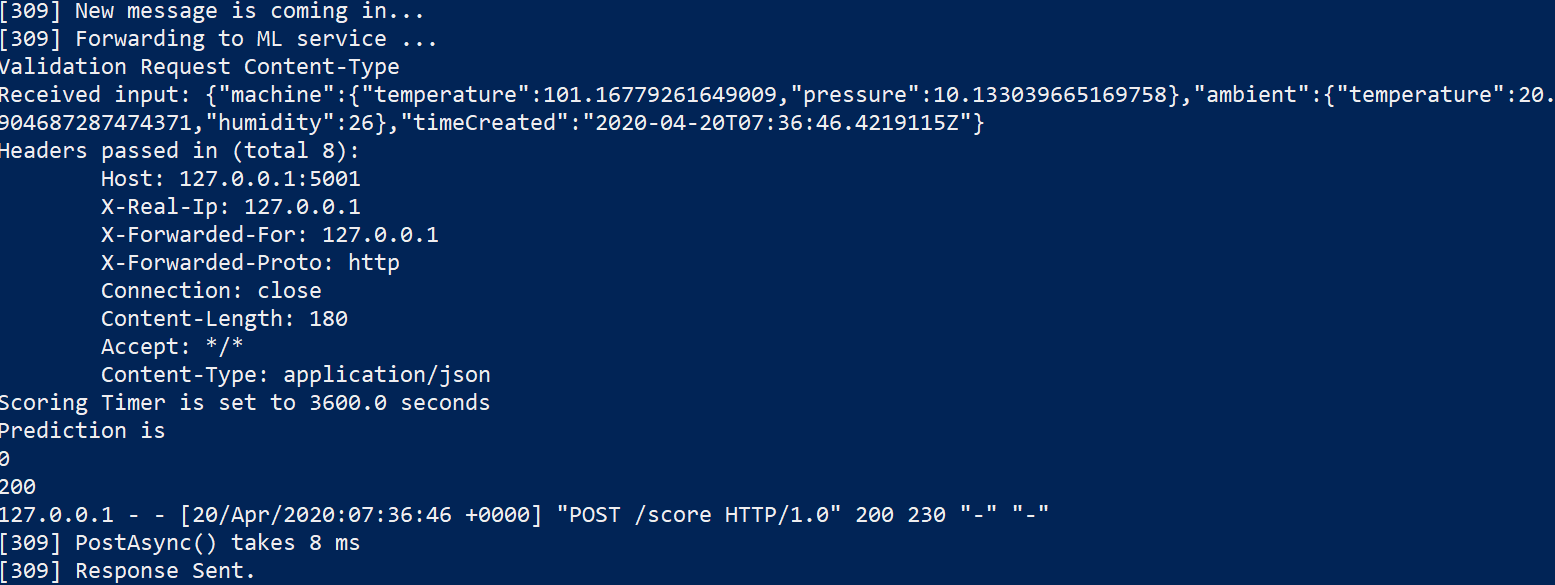 [309] New message is coming in...
[309] Forwarding to ML service ...
Validation Request Content-Type
Received input: {"machine":{"temperature":101.16779261649009,"pressure":10.133039665169758},"ambient":{"temperature":20.
9046872874​74371,"humidity":26},"timeCreated":"2020-04-20T07:36:46.4219115Z"}
Headers passed in (total 8):
Host: 127.0.0.1:5001
X-Real-Ip: 127.0.0.1
X-Forwarded-For: 127.0.0.1
X-Forwarded-Proto: http
Connection: close
Content-Length: 180
Accept: */*
Content-Type: application/json
Scoring Timer is set to 3600.0 seconds
Prediction is
0
200
127.0.0.1 - - [20/Apr/2020:07:36:46 +0000] "POST /score HTTP/1.0" 200 230 "-" "-"
[309] PostAsync() takes 8 ms
[309] Response Sent.